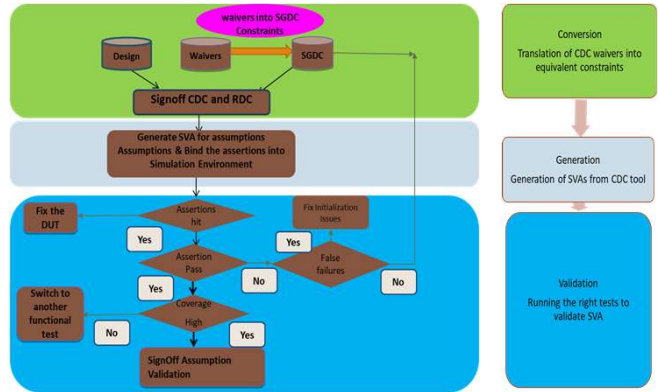 waivers into SGDC
Constraints
Design
Waivers
SGDC
Signoff CDC and RDC
Generate SVA for assumptions
Assumptions & Bind the assertions into
Simulation Environment
Fix the
DUT
Assertions
hit
Fix Initialization
Issues
Yes
Yes
Assertion
Pass
False
failures
No
No
Yes
Switch to
another
functional
test
Coverage
High
No
Yes
SignOff Assumption
Validation
Conversion
Translation of CDC waivers into
equivalent constraints
Generation
Generation of SVAs from CDC tool
Validation
Running the right tests to
validate SVA